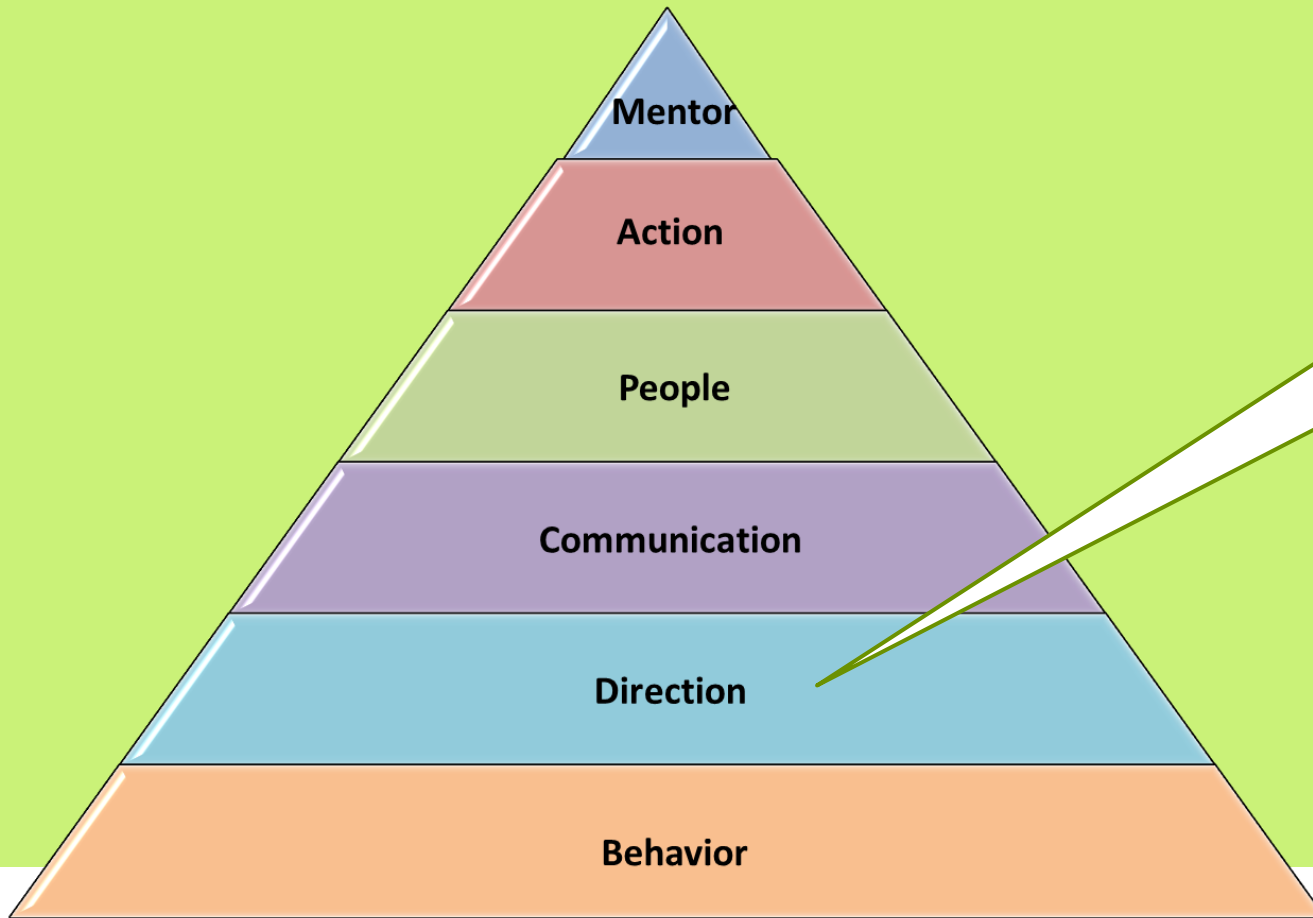 Mentor
Action
People
Communication
Direction
Behavior